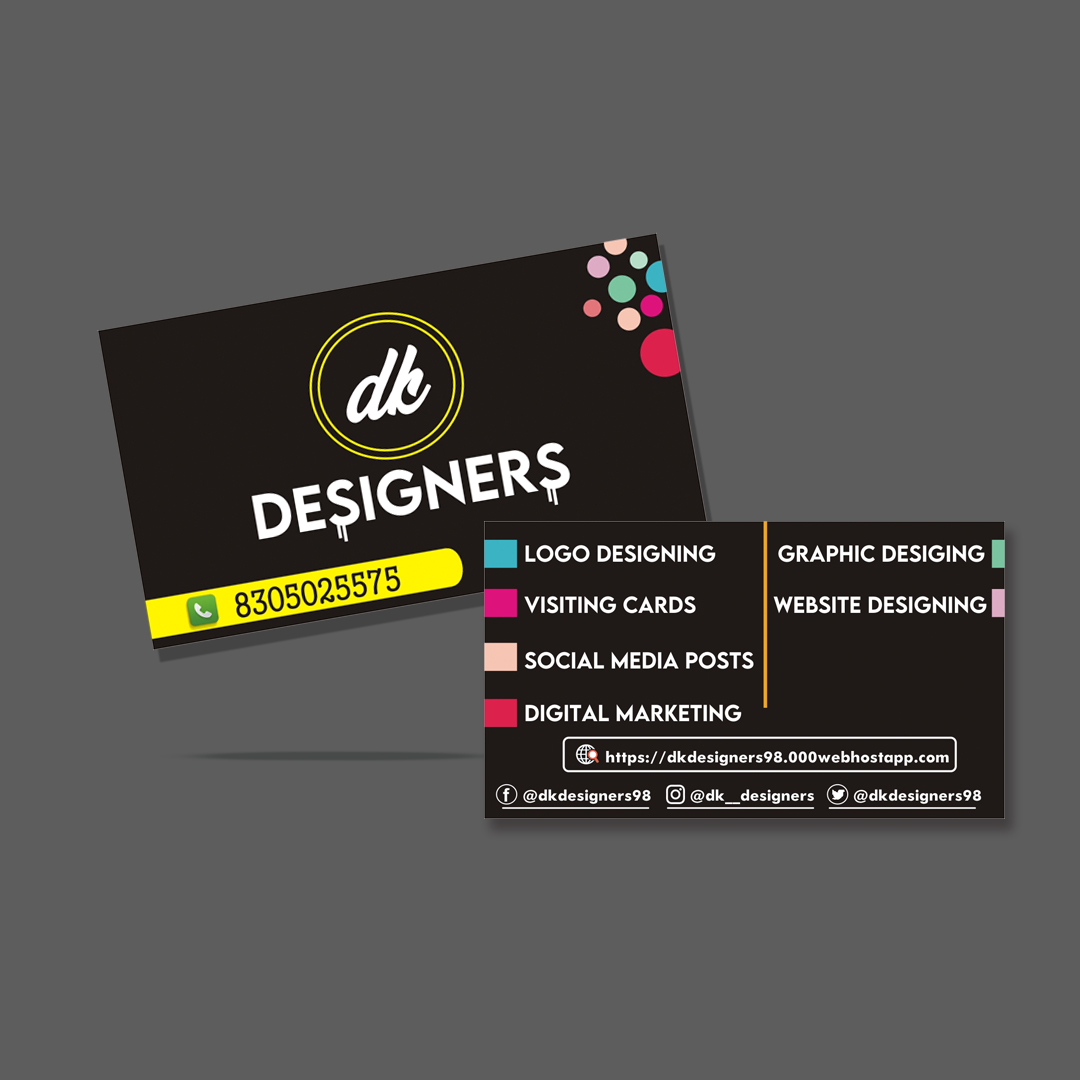 dk
DESIGNERS
8305025575
LOGO DESIGNING
VISITING CARDS
SOCIAL MEDIA POSTS
DIGITAL MARKETING
GRAPHIC DESIGING
WEBSITE DESIGNING
https://dkdesigners98.000webhostapp.com
@dkdesigners98
@dk__designers
@dkdesigners98